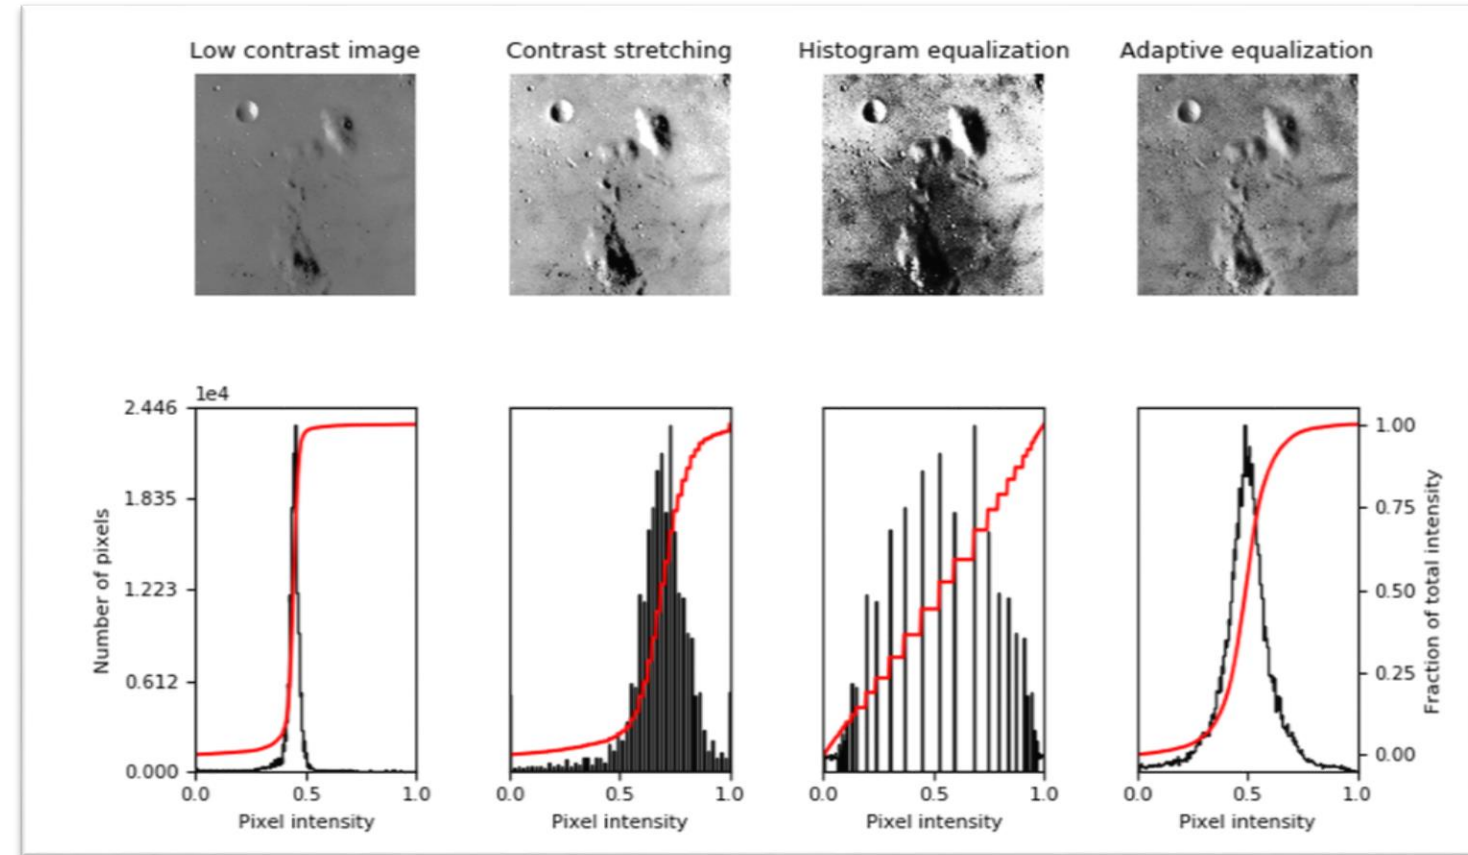 Low contrast image
Contrast stretching
Histogram equalization
Adaptive equalization
1e4
2.446
1.835
1.223
0.612
0.000
Number of pixels
0.0 0.5 1.0
Pixel intensity
0.0 0.5 1.0
Pixel intensity
0.0 0.5 1.0
Pixel intensity
0.0 0.5 1.0
Pixel intensity
1.00
0.75
0.50
0.25
0.00
Fraction of total intensity